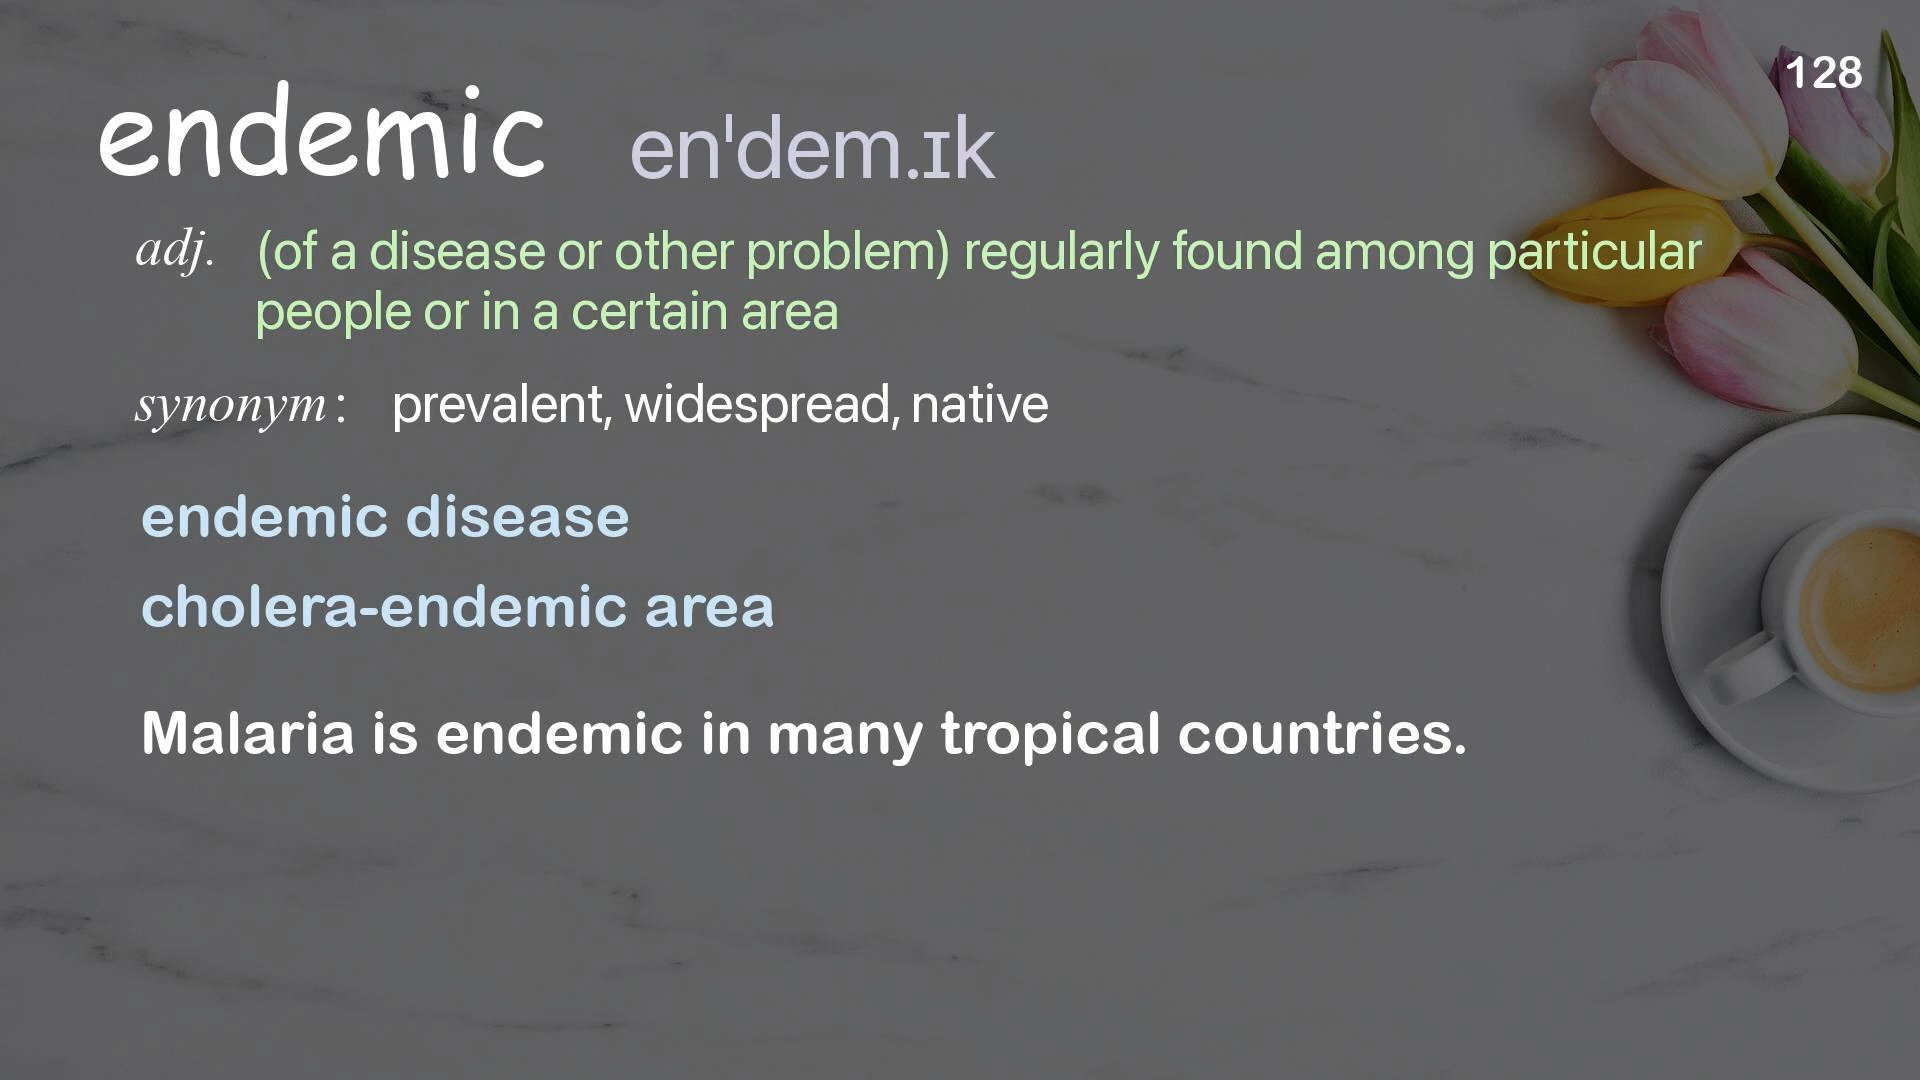 128
endemic en'dem.ɪk
adj. (of a disease or other problem) regularly found among particular
people or in a certain area
synonym: prevalent, widespread, native
endemic disease
cholera-endemic area
Malaria is endemic in many tropical countries.